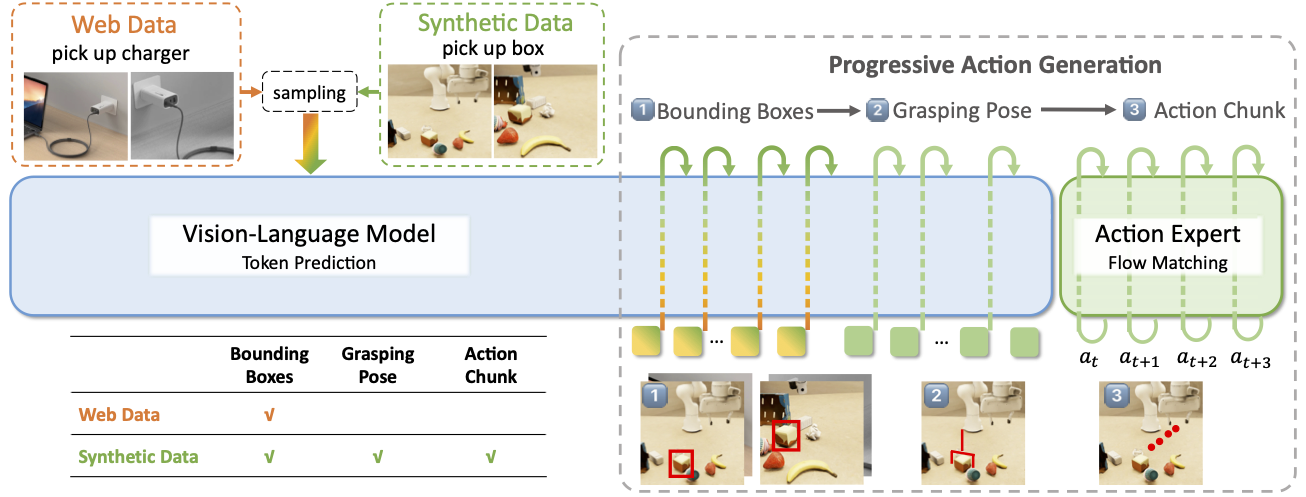 Web Data
pick up charger
sampling
Synthetic Data
pick up box
Progressive Action Generation
1 Bounding Boxes
2 Grasping Pose
3 Action Chunk
Vision-Language Model
Token Prediction
Action Expert
Flow Matching
... ...
a_t a_{t+1} a_{t+2} a_{t+3}
Bounding Boxes Grasping Pose Action Chunk
Web Data √
Synthetic Data √ √ √
1
2
3